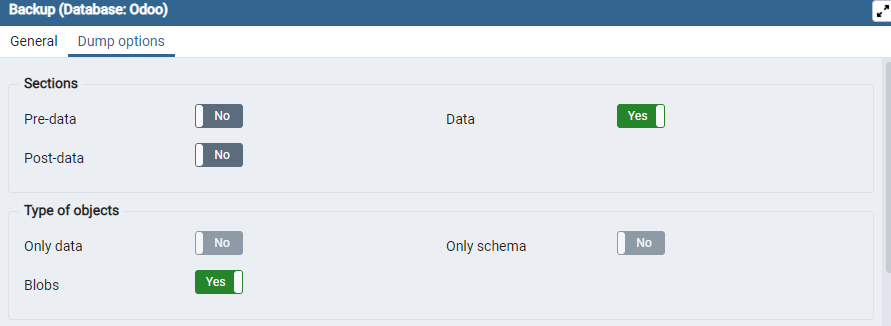 Backup (Database: Odoo)
General Dump options
Sections
Pre-data No Data Yes
Post-data No
Type of objects
Only data No Only schema No
Blobs Yes